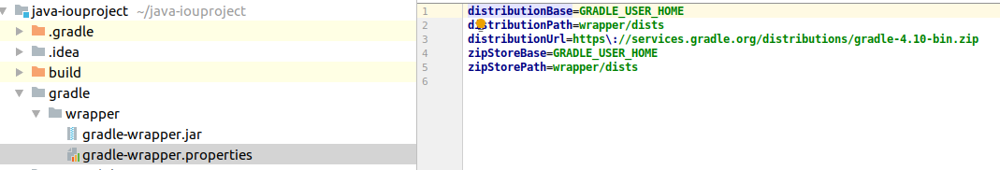 java-iouproject ~/java-iouproject
.gradle
.idea
build
gradle
wrapper
gradle-wrapper.jar
gradle-wrapper.properties
1 distributionBase=GRADLE_USER_HOME
2 distributionPath=wrapper/dists
3 distributionUrl=https\://services.gradle.org/distributions/gradle-4.10-bin.zip
4 zipStoreBase=GRADLE_USER_HOME
5 zipStorePath=wrapper/dists
6